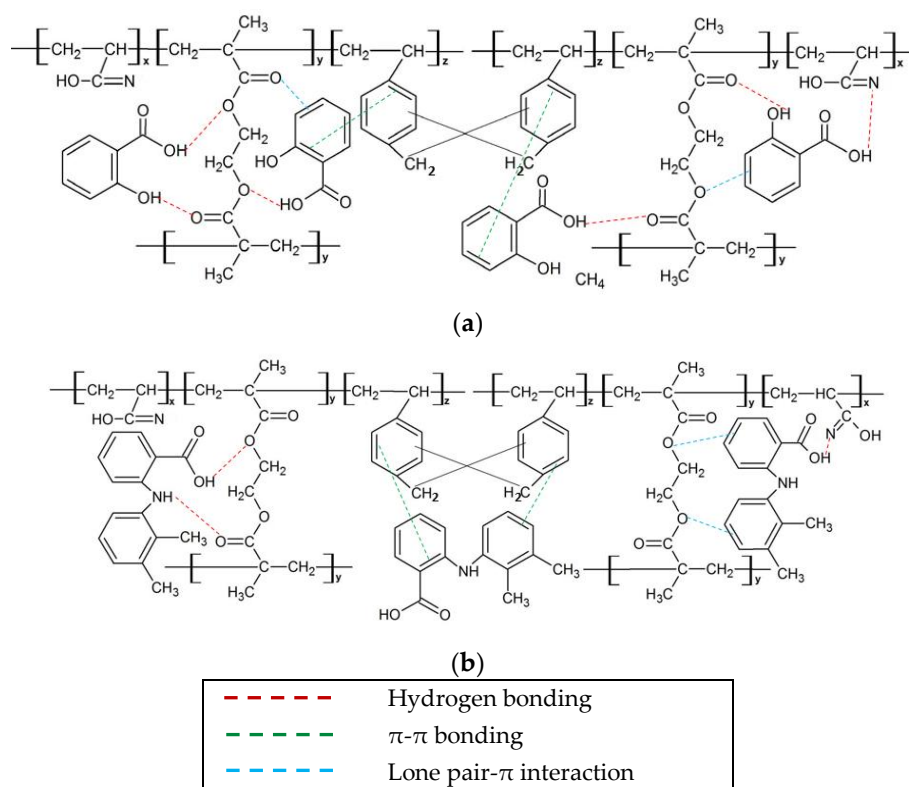 CH₃
CH₂ CH x CH₂ C y CH₂ CH z CH₂ CH z CH₂ C y CH₂ CH x
HO C N O O O O HO C N
O OH CH₂ H₂C O HO O OH
OH O HO O CH₂ H₂C O OH O
O O OH O
C CH₂ y C CH₂ y
H₃C OH CH₄ H₃C
(a)
CH₃ CH₃
CH₂ CH x CH₂ C y CH₂ CH z CH₂ CH z CH₂ C y CH₂ CH x
HO C N C O O C N OH
O OH O CH₂ O CH₂ O OH
NH H₂C O CH₂ H₂C H₂C O NH
CH₃ O C C O CH₃
CH₃ C CH₂ y NH CH₃ C CH₂ y CH₃
H₃C HO O CH₃ H₃C
(b)
Hydrogen bonding
π-π bonding
Lone pair-π interaction